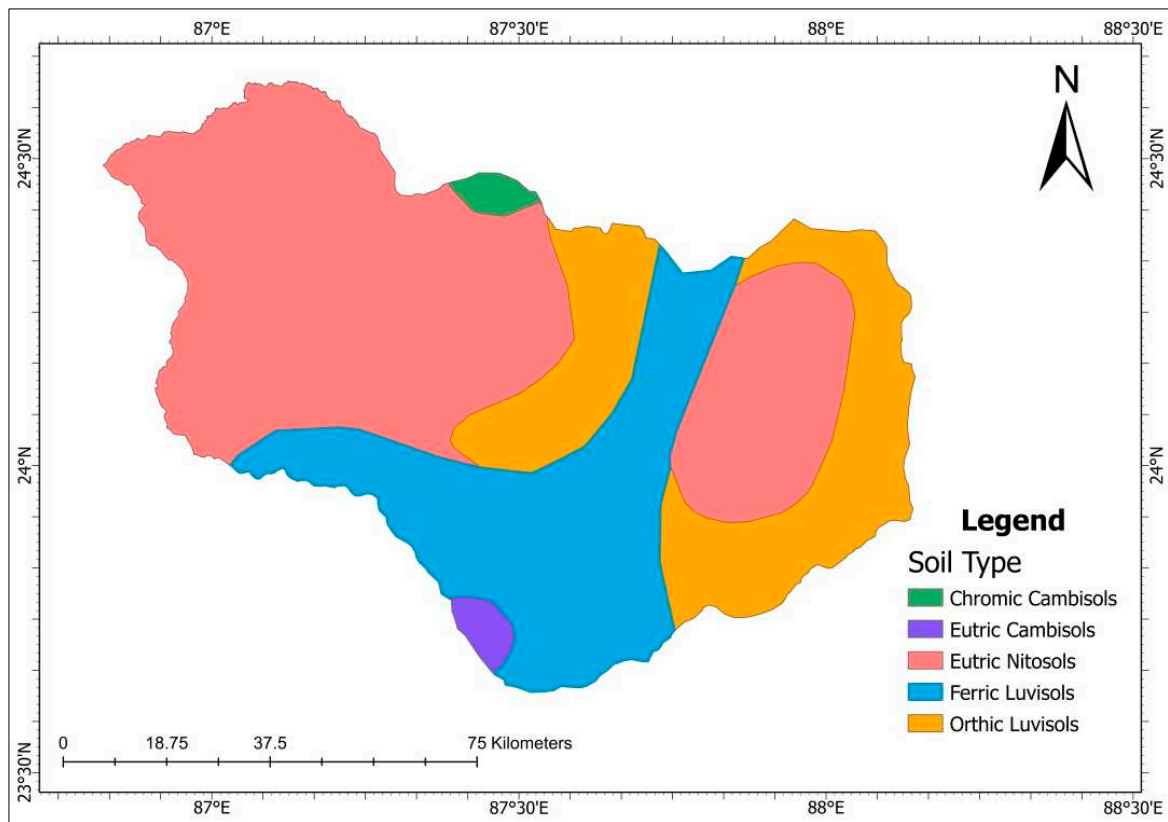 87°E 87°30'E 88°E 88°30'E
N
24°30'N 24°30'N
24°N 24°N
Legend
Soil Type
Chromic Cambisols
Eutric Cambisols
Eutric Nitosols
Ferric Luvisols
Orthic Luvisols
0 18.75 37.5 75 Kilometers
23°30'N 23°30'N
87°E 87°30'E 88°E 88°30'E